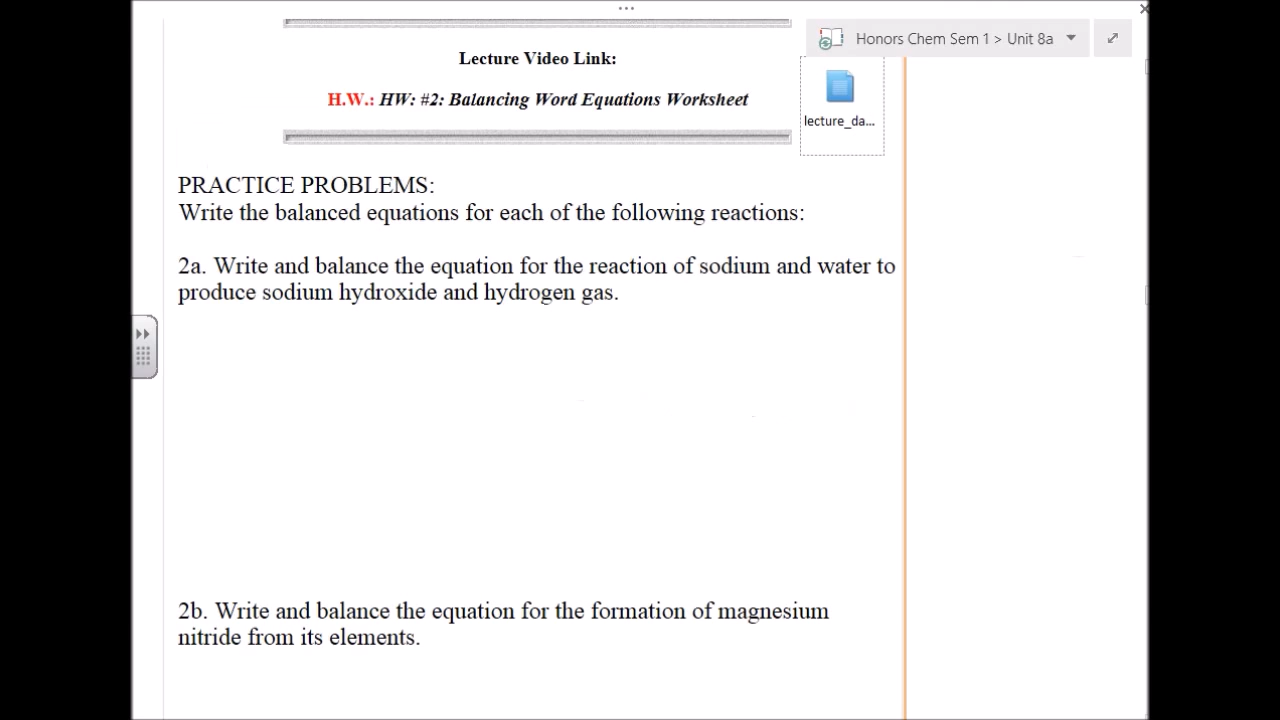 Honors Chem Sem 1 > Unit 8a
Lecture Video Link:
H.W.: HW: #2: Balancing Word Equations Worksheet
lecture_da...
PRACTICE PROBLEMS:
Write the balanced equations for each of the following reactions:
2a. Write and balance the equation for the reaction of sodium and water to
produce sodium hydroxide and hydrogen gas.
2b. Write and balance the equation for the formation of magnesium
nitride from its elements.